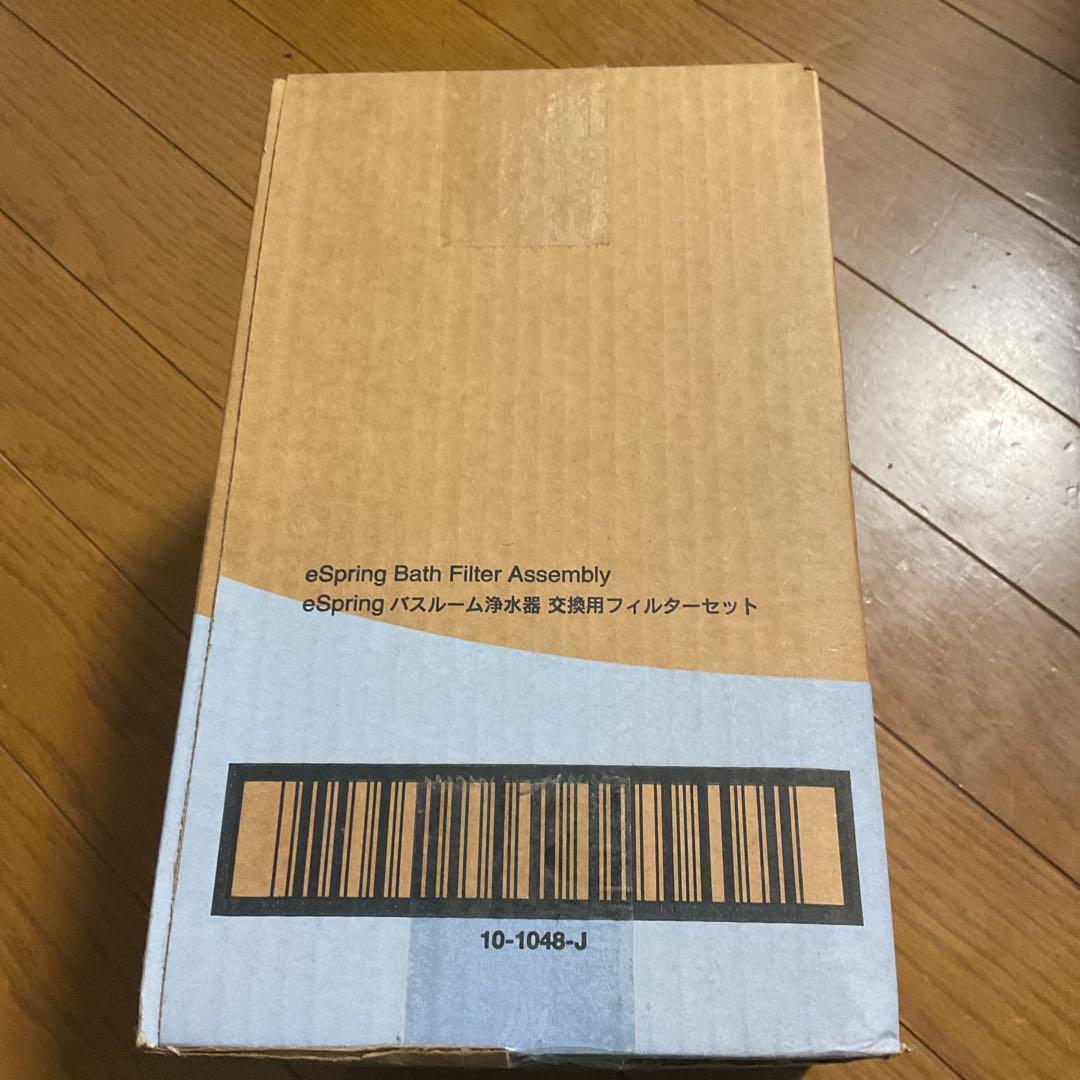 eSpring Bath Filter Assembly
eSpring バスルーム浄水器 交換用フィルターセット
10-1048-J